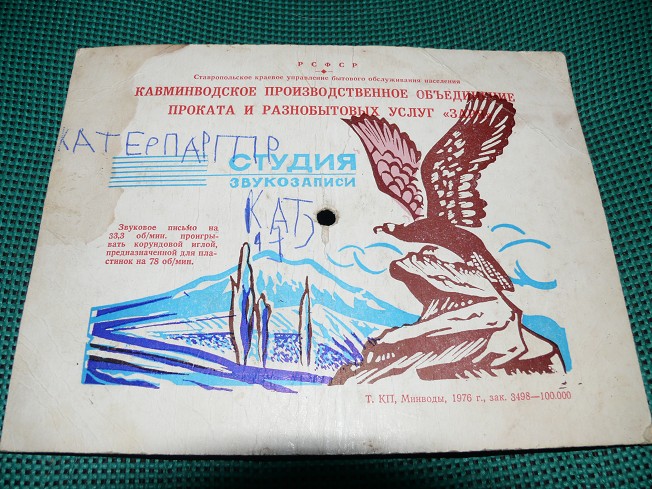 РСФСР
Ставропольское краевое управление бытового обслуживания населения
КАВМИНВОДСКОЕ ПРОИЗВОДСТВЕННОЕ ОБЪЕДИНЕНИЕ
ПРОКАТА И РАЗНОБЫТОВЫХ УСЛУГ
СТУДИЯ
ЗВУКОЗАПИСИ
КАТ
Звуковое письмо на
33,3 об/мин. проигры-
вать корундовой иглой,
предназначенной для пла-
стинок на 78 об/мин.
Т. КП, Минводы, 1976 г., зак. 3498—100.000